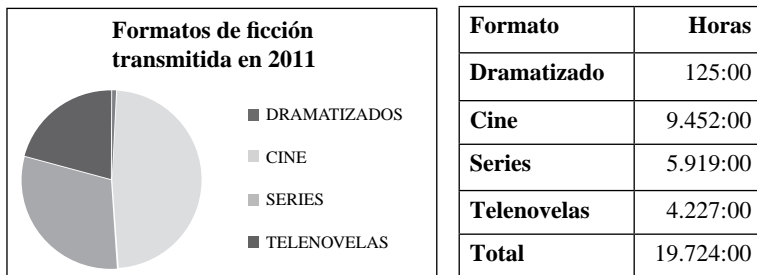 Formatos de ficción
transmitida en 2011
DRAMATIZADOS
CINE
SERIES
TELENOVELAS
Formato Horas
Dramatizado 125:00
Cine 9.452:00
Series 5.919:00
Telenovelas 4.227:00
Total 19.724:00